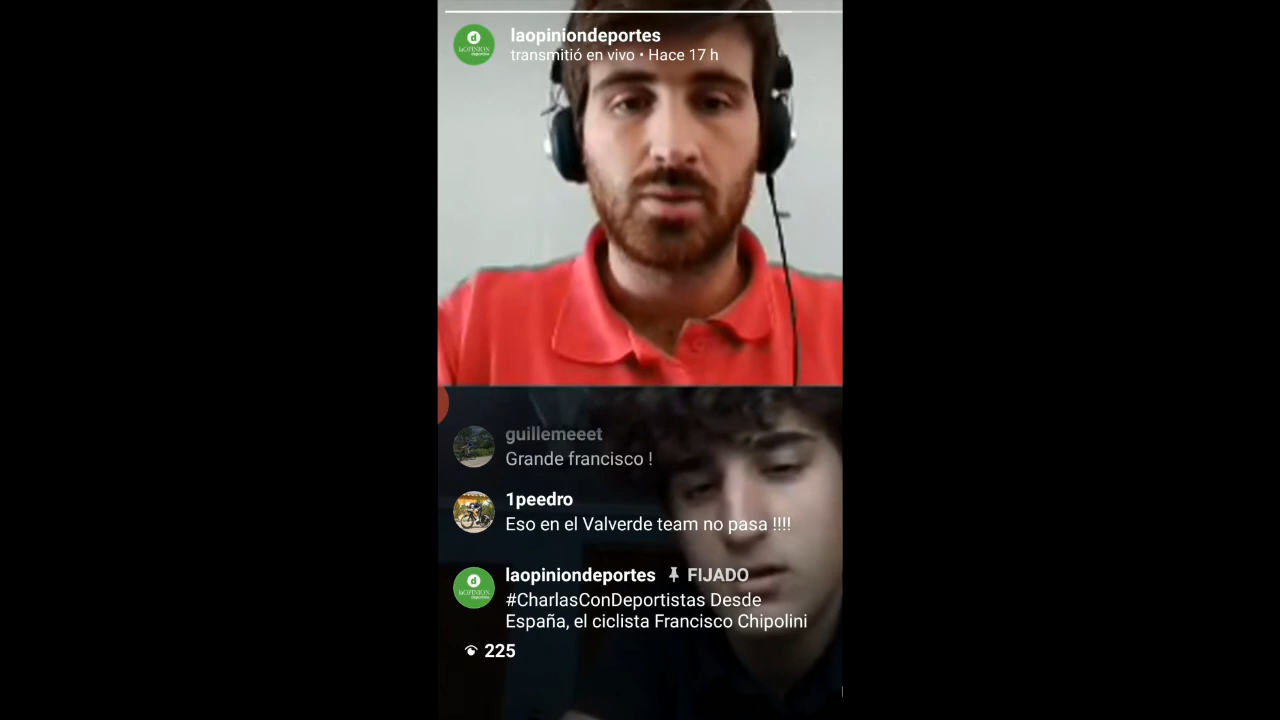 laopiniondeportes
transmitió en vivo • Hace 17 h
guillemeeet
Grande francisco !
1peedro
Eso en el Valverde team no pasa !!!!
laopiniondeportes FIJADO
#CharlasConDeportistas Desde
España, el ciclista Francisco Chipolini
225